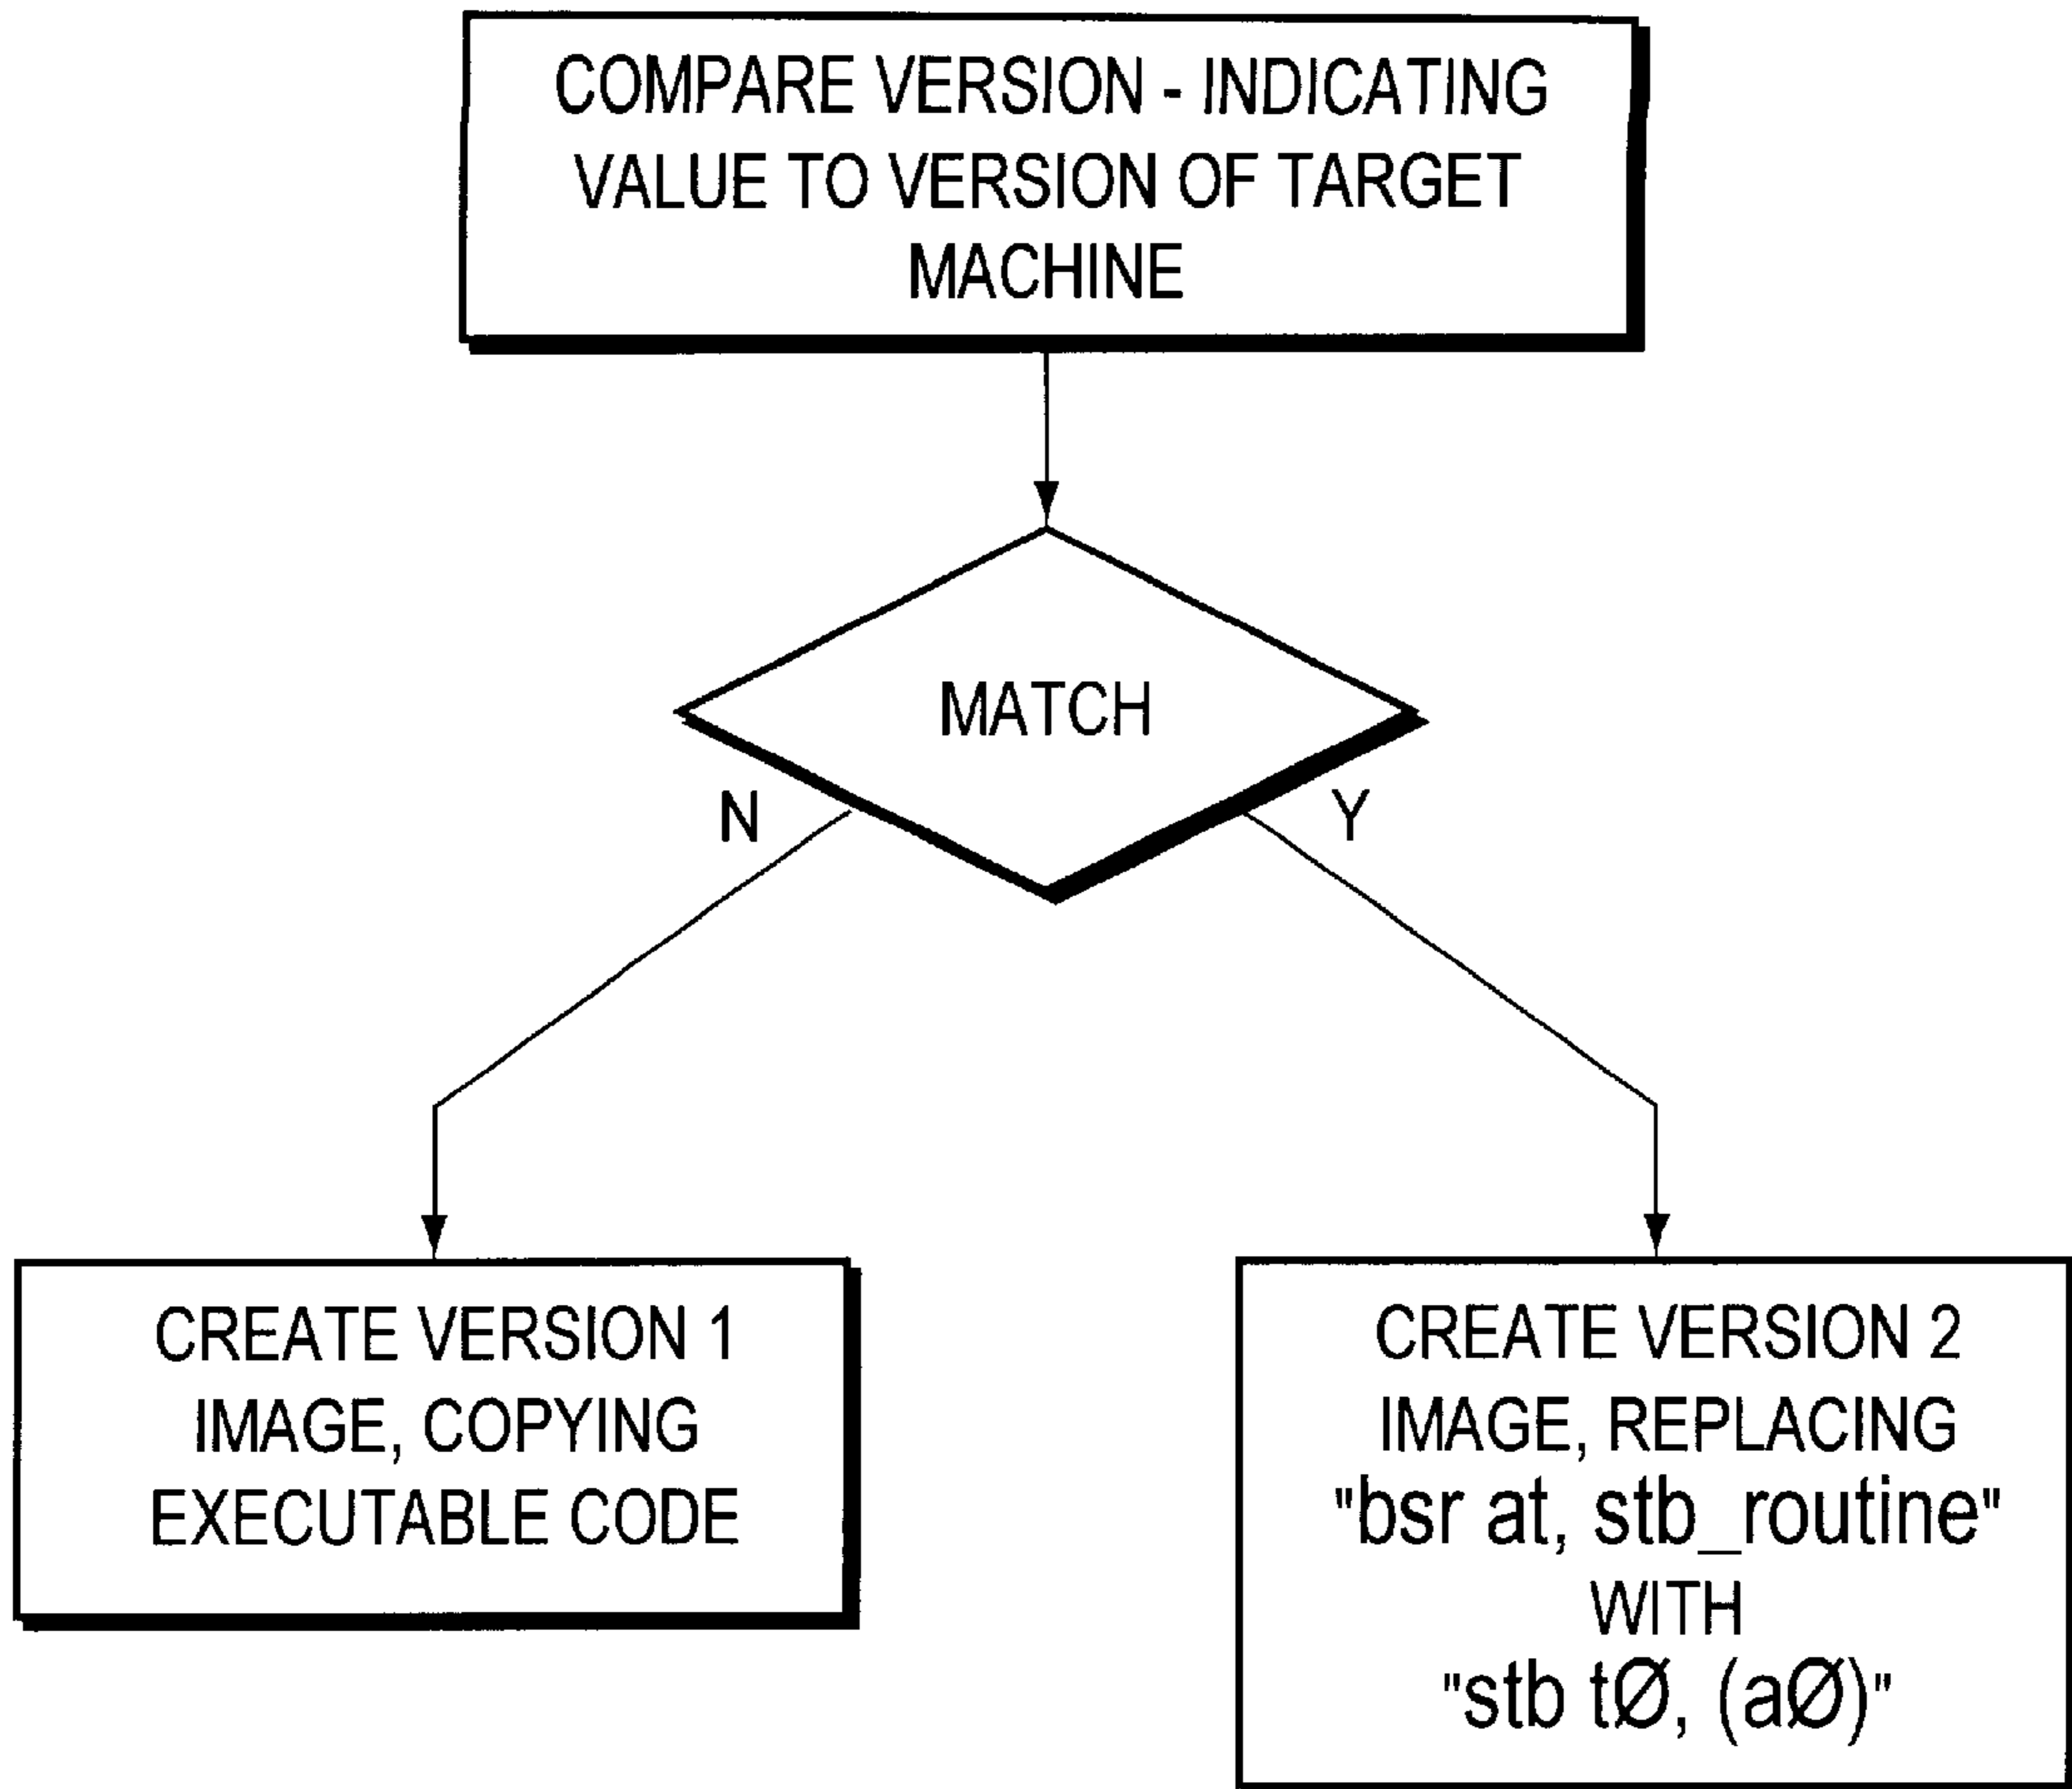 COMPARE VERSION - INDICATING
VALUE TO VERSION OF TARGET
MACHINE
MATCH
N
Y
CREATE VERSION 1
IMAGE, COPYING
EXECUTABLE CODE
CREATE VERSION 2
IMAGE, REPLACING
"bsr at, stb_routine"
WITH
"stb tØ, (aØ)"